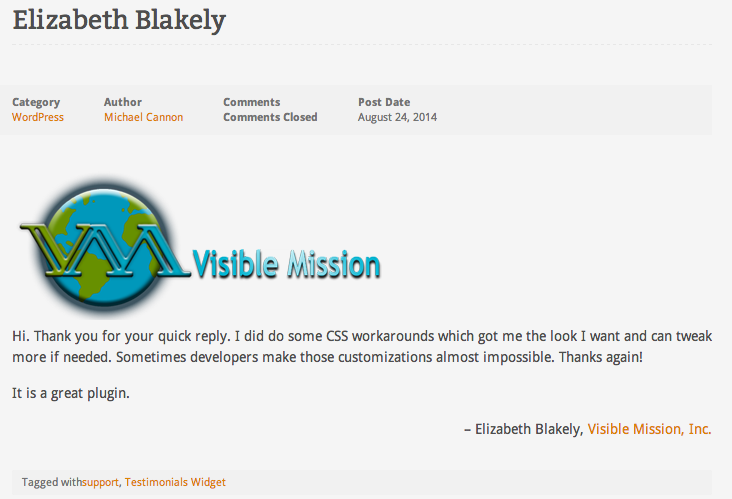 Elizabeth Blakely
Category Author Comments Post Date
WordPress Michael Cannon Comments Closed August 24, 2014
VM Visible Mission
Hi. Thank you for your quick reply. I did do some CSS workarounds which got me the look I want and can tweak
more if needed. Sometimes developers make those customizations almost impossible. Thanks again!
It is a great plugin.
– Elizabeth Blakely, Visible Mission, Inc.
Tagged withsupport, Testimonials Widget